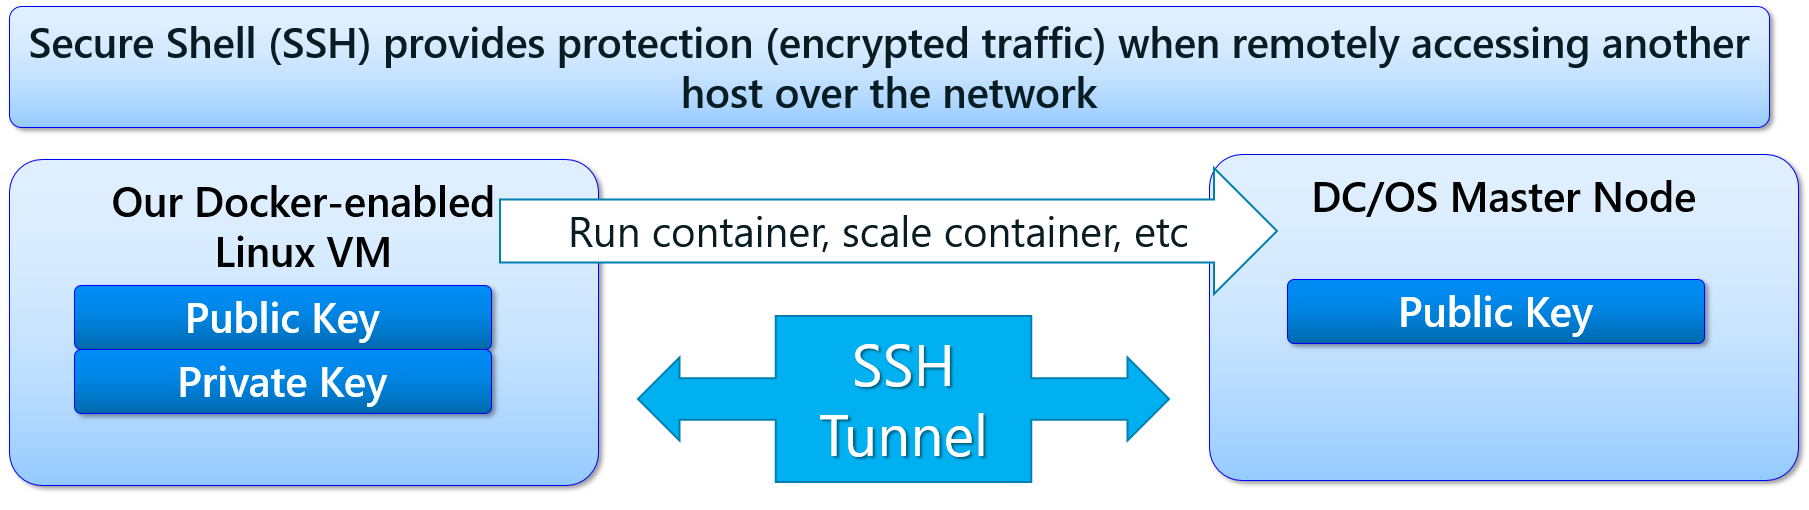 Secure Shell (SSH) provides protection (encrypted traffic) when remotely accessing another
host over the network
Our Docker-enabled
Linux VM
Public Key
Private Key
Run container, scale container, etc
SSH
Tunnel
DC/OS Master Node
Public Key